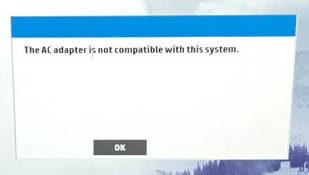 The AC adapter is not compatible with this system.
OK